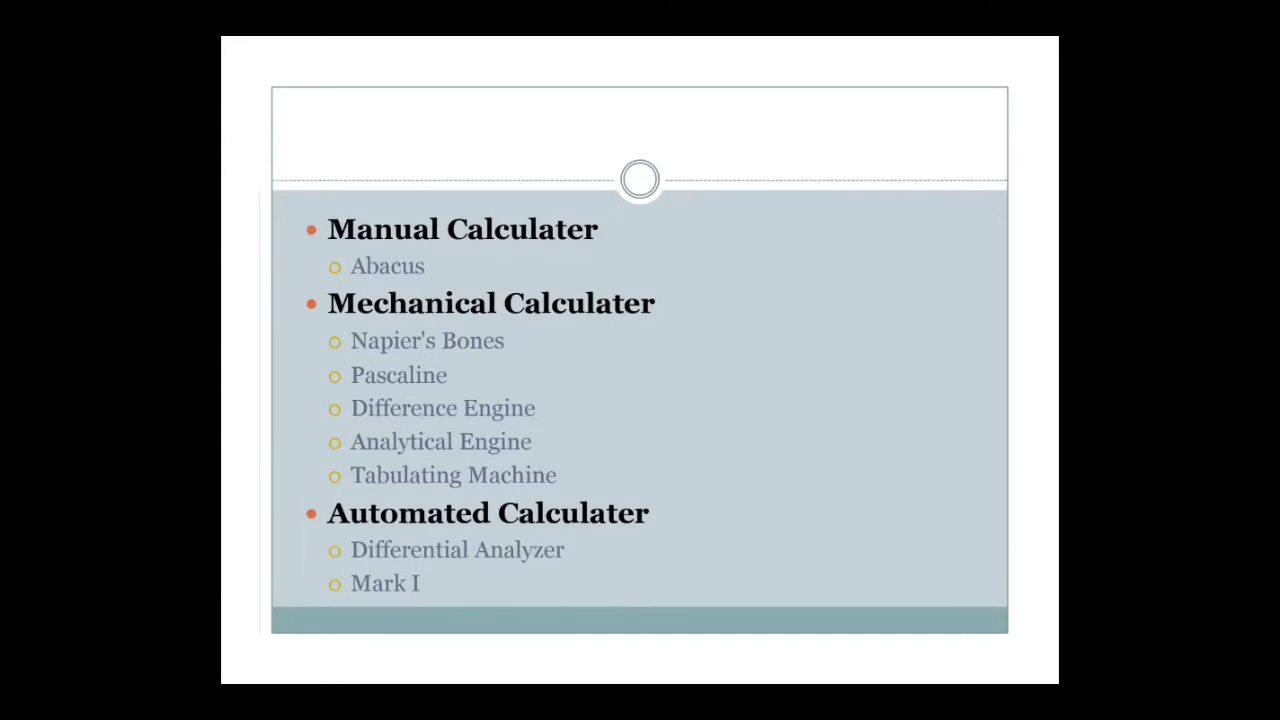 Manual Calculater
Abacus
Mechanical Calculater
Napier's Bones
Pascaline
Difference Engine
Analytical Engine
Tabulating Machine
Automated Calculater
Differential Analyzer
Mark I